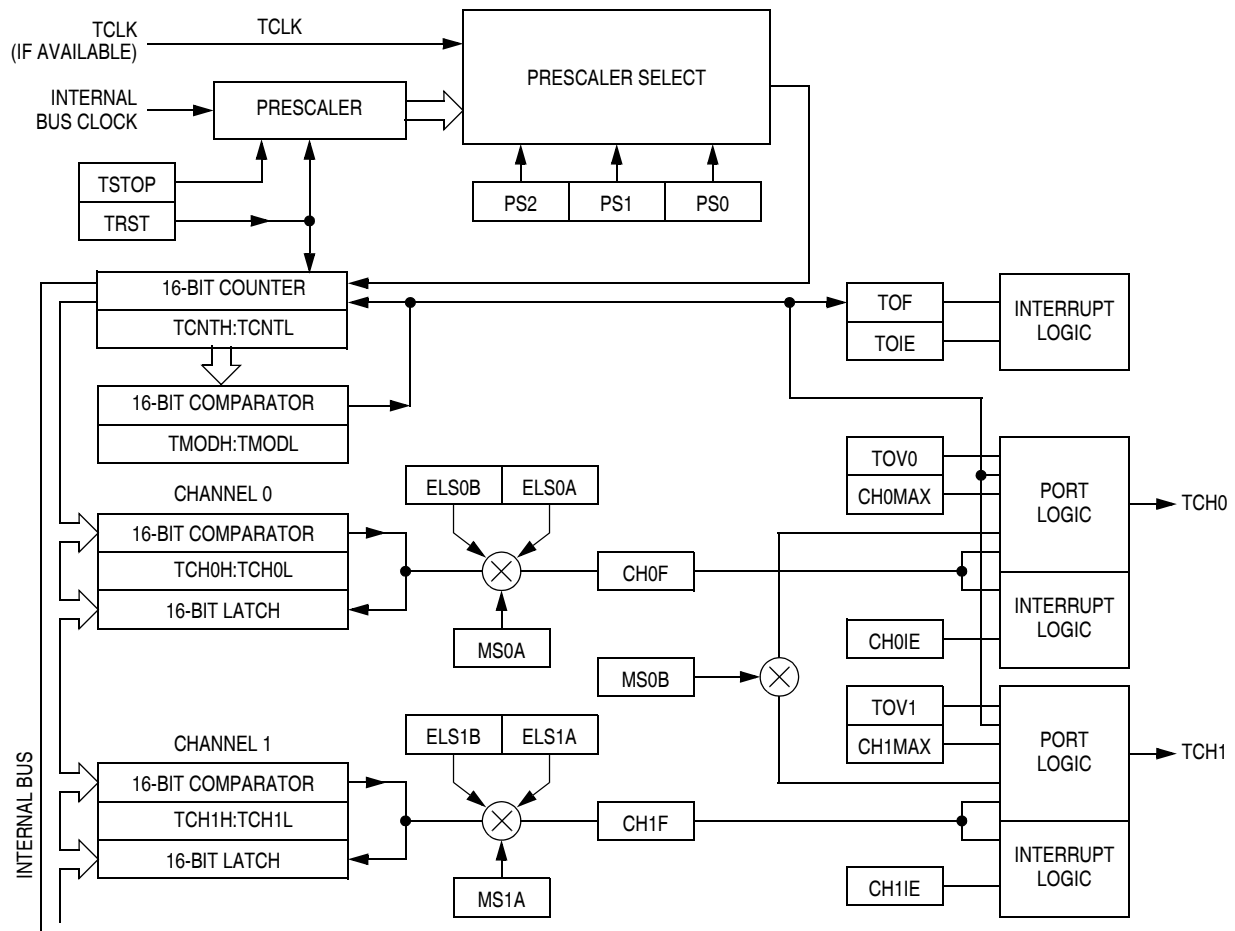 TCLK
(IF AVAILABLE)
TCLK
PRESCALER SELECT
INTERNAL
BUS CLOCK
PRESCALER
TSTOP
TRST
PS2
PS1
PS0
16-BIT COUNTER
TCNTH:TCNTL
16-BIT COMPARATOR
TMODH:TMODL
TOF
TOIE
INTERRUPT
LOGIC
CHANNEL 0
16-BIT COMPARATOR
TCH0H:TCH0L
16-BIT LATCH
ELS0B
ELS0A
MS0A
CH0F
TOV0
CH0MAX
PORT
LOGIC
TCH0
INTERRUPT
LOGIC
CH0IE
MS0B
CHANNEL 1
16-BIT COMPARATOR
TCH1H:TCH1L
16-BIT LATCH
ELS1B
ELS1A
MS1A
CH1F
TOV1
CH1MAX
PORT
LOGIC
TCH1
INTERRUPT
LOGIC
CH1IE
INTERNAL BUS